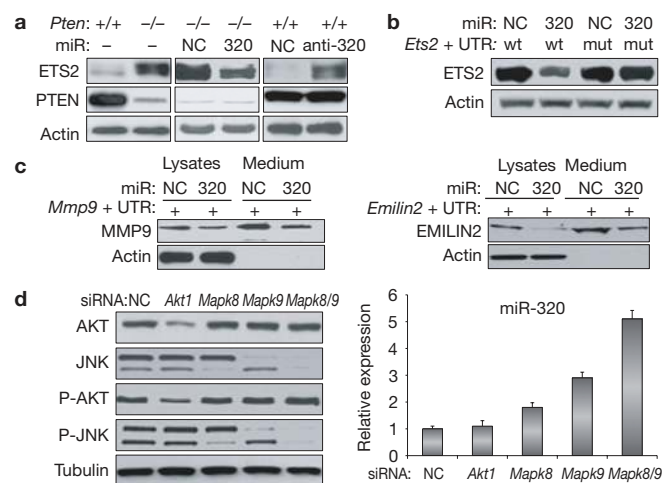 a
Pten: +/+ –/– –/– –/– +/+ +/+
miR: – – NC 320 NC anti-320
ETS2
PTEN
Actin
b
miR: NC 320 NC 320
Ets2 + UTR: wt wt mut mut
ETS2
Actin
c
Lysates Medium
miR: NC 320 NC 320
Mmp9 + UTR: + + + +
MMP9
Actin
Lysates Medium
miR: NC 320 NC 320
Emilin2 + UTR: + + + +
EMILIN2
Actin
d
siRNA:NC Akt1 Mapk8 Mapk9 Mapk8/9
AKT
JNK
P-AKT
P-JNK
Tubulin
miR-320
Relative expression
6
5
4
3
2
1
0
siRNA: NC Akt1 Mapk8 Mapk9 Mapk8/9